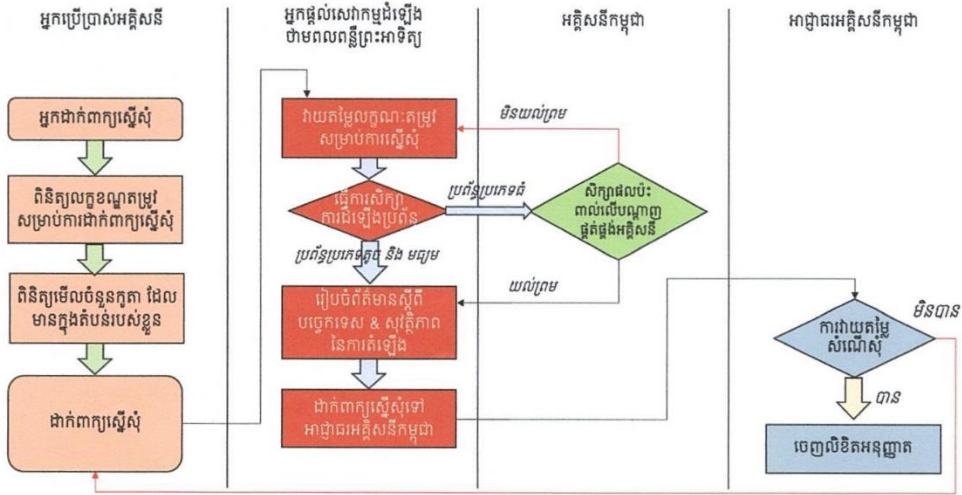 អ្នកប្រើប្រាស់អគ្គិសនី
អ្នកផ្តល់សេវាកម្មដំឡើង
ថាមពលពន្លឺព្រះអាទិត្យ
អគ្គិសនីកម្ពុជា
អាជ្ញាធរអគ្គិសនីកម្ពុជា
អ្នកដាក់ពាក្យស្នើសុំ
ពិនិត្យលក្ខខណ្ឌតម្រូវ
សម្រាប់ការដាក់ពាក្យស្នើសុំ
ពិនិត្យមើលចំនួនកូតា ដែល
មានក្នុងតំបន់របស់ខ្លួន
ដាក់ពាក្យស្នើសុំ
វាយតម្លៃលក្ខណៈតម្រូវ
សម្រាប់ការស្នើសុំ
ធ្វើការសិក្សា
ការដំឡើងប្រព័ន្ធ
ប្រព័ន្ធប្រភេទធំ
ប្រព័ន្ធប្រភេទតូច និង មធ្យម
រៀបចំព័ត៌មានស្តីពី
បច្ចេកទេស & សុវត្ថិភាព
នៃការតំឡើង
ដាក់ពាក្យស្នើសុំទៅ
អាជ្ញាធរអគ្គិសនីកម្ពុជា
មិនយល់ព្រម
សិក្សាផលប៉ះ
ពាល់លើបណ្តាញ
ផ្គត់ផ្គង់អគ្គិសនី
យល់ព្រម
ការវាយតម្លៃ
សំណើសុំ
មិនបាន
បាន
ចេញលិខិតអនុញ្ញាត